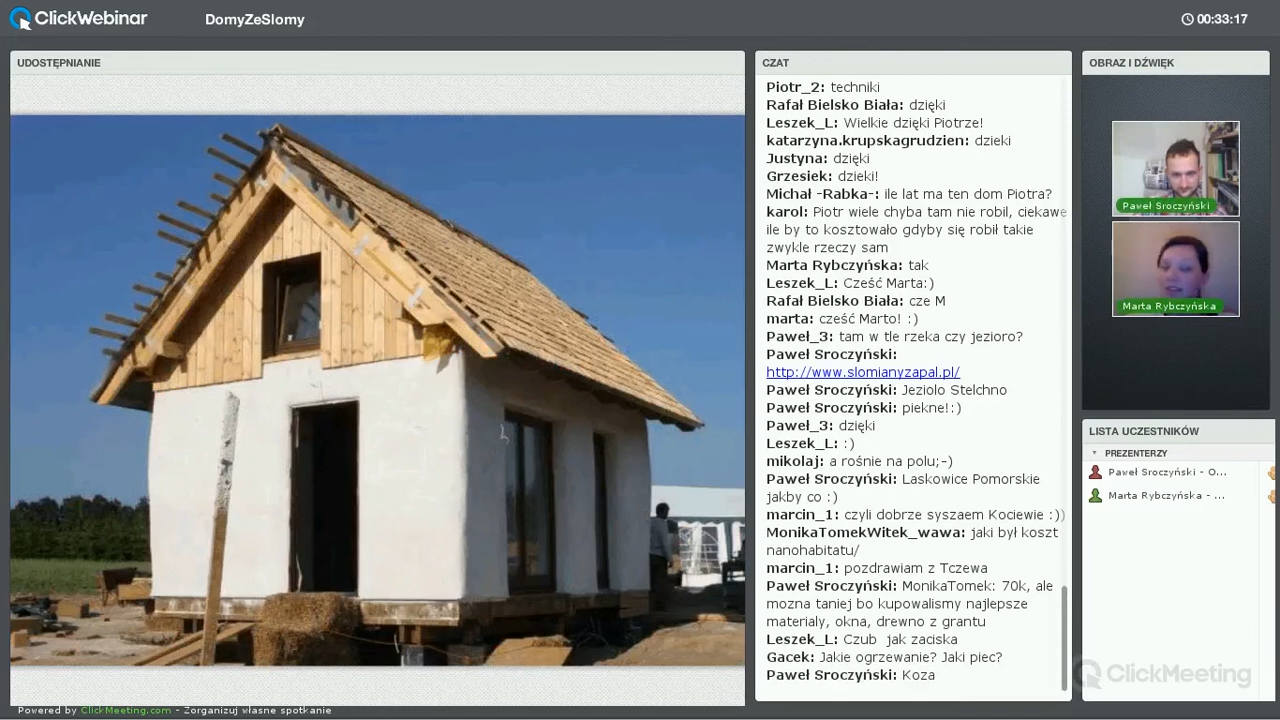 ClickWebinar
DomyZeSlomy
00:33:17
UDOSTĘPNIANIE
CZAT
Piotr_2: techniki
Rafał Bielsko Biała: dzięki
Leszek_L: Wielkie dzięki Piotrze!
katarzyna.krupskagrudzien: dzieki
Justyna: dzięki
Grzesiek: dzieki!
Michał -Rabka-: ile lat ma ten dom Piotra?
karol: Piotr wiele chyba tam nie robil, ciekawe
ile by to kosztowało gdyby się robił takie
zwykle rzeczy sam
Marta Rybczyńska: tak
Leszek_L: Cześć Marta:)
Rafał Bielsko Biała: cze M
marta: cześć Marto! :)
Paweł_3: tam w tle rzeka czy jezioro?
Paweł Sroczyński:
http://www.slomianyzapal.pl/
Paweł Sroczyński: Jeziolo Stelchno
Paweł Sroczyński: piekne!:)
Paweł_3: dzięki
Leszek_L: :)
mikolaj: a rośnie na polu;-)
Paweł Sroczyński: Laskowice Pomorskie
jakby co :)
marcin_1: czyli dobrze syszaem Kociewie :))
MonikaTomekWitek_wawa: jaki był koszt
nanohabitatu/
marcin_1: pozdrawiam z Tczewa
Paweł Sroczyński: MonikaTomek: 70k, ale
mozna taniej bo kupowalismy najlepsze
materialy, okna, drewno z grantu
Leszek_L: Czub jak zaciska
Gacek: Jakie ogrzewanie? Jaki piec?
Paweł Sroczyński: Koza
OBRAZ I DŹWIĘK
Paweł Sroczyński
Marta Rybczyńska
LISTA UCZESTNIKÓW
PREZENTERZY
Paweł Sroczyński - O...
Marta Rybczyńska - ...
ClickMeeting
Powered by ClickMeeting.com - Zorganizuj własne spotkanie